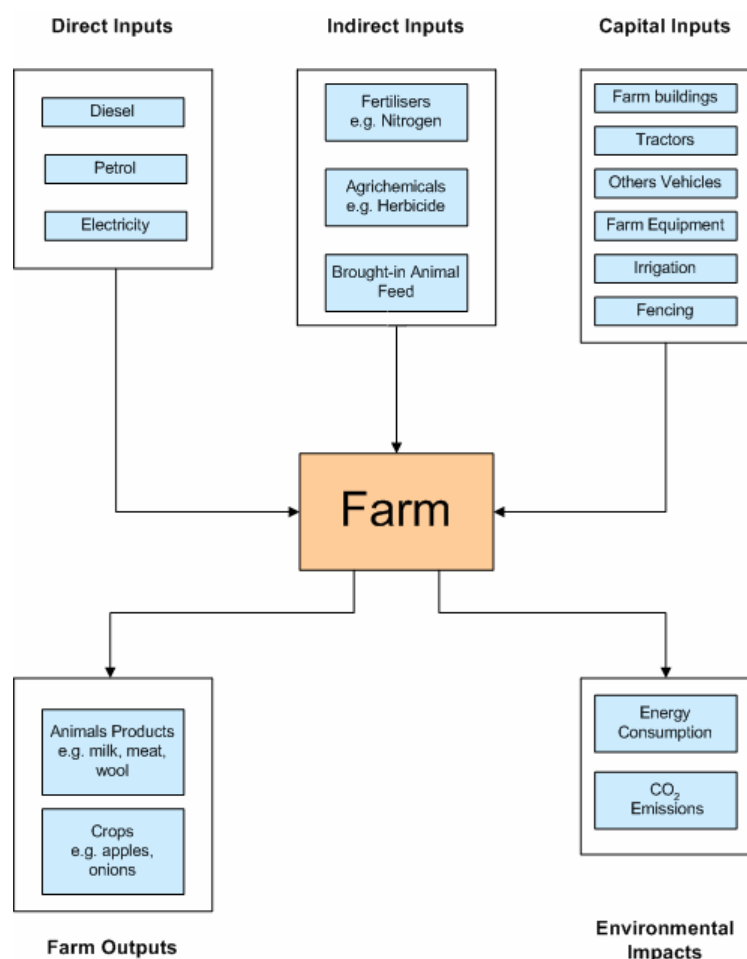 Direct Inputs
Diesel
Petrol
Electricity
Indirect Inputs
Fertilisers
e.g. Nitrogen
Agrichemicals
e.g. Herbicide
Brought-in Animal
Feed
Capital Inputs
Farm buildings
Tractors
Others Vehicles
Farm Equipment
Irrigation
Fencing
Farm
Animals Products
e.g. milk, meat,
wool
Crops
e.g. apples,
onions
Farm Outputs
Energy
Consumption
CO₂
Emissions
Environmental
Impacts